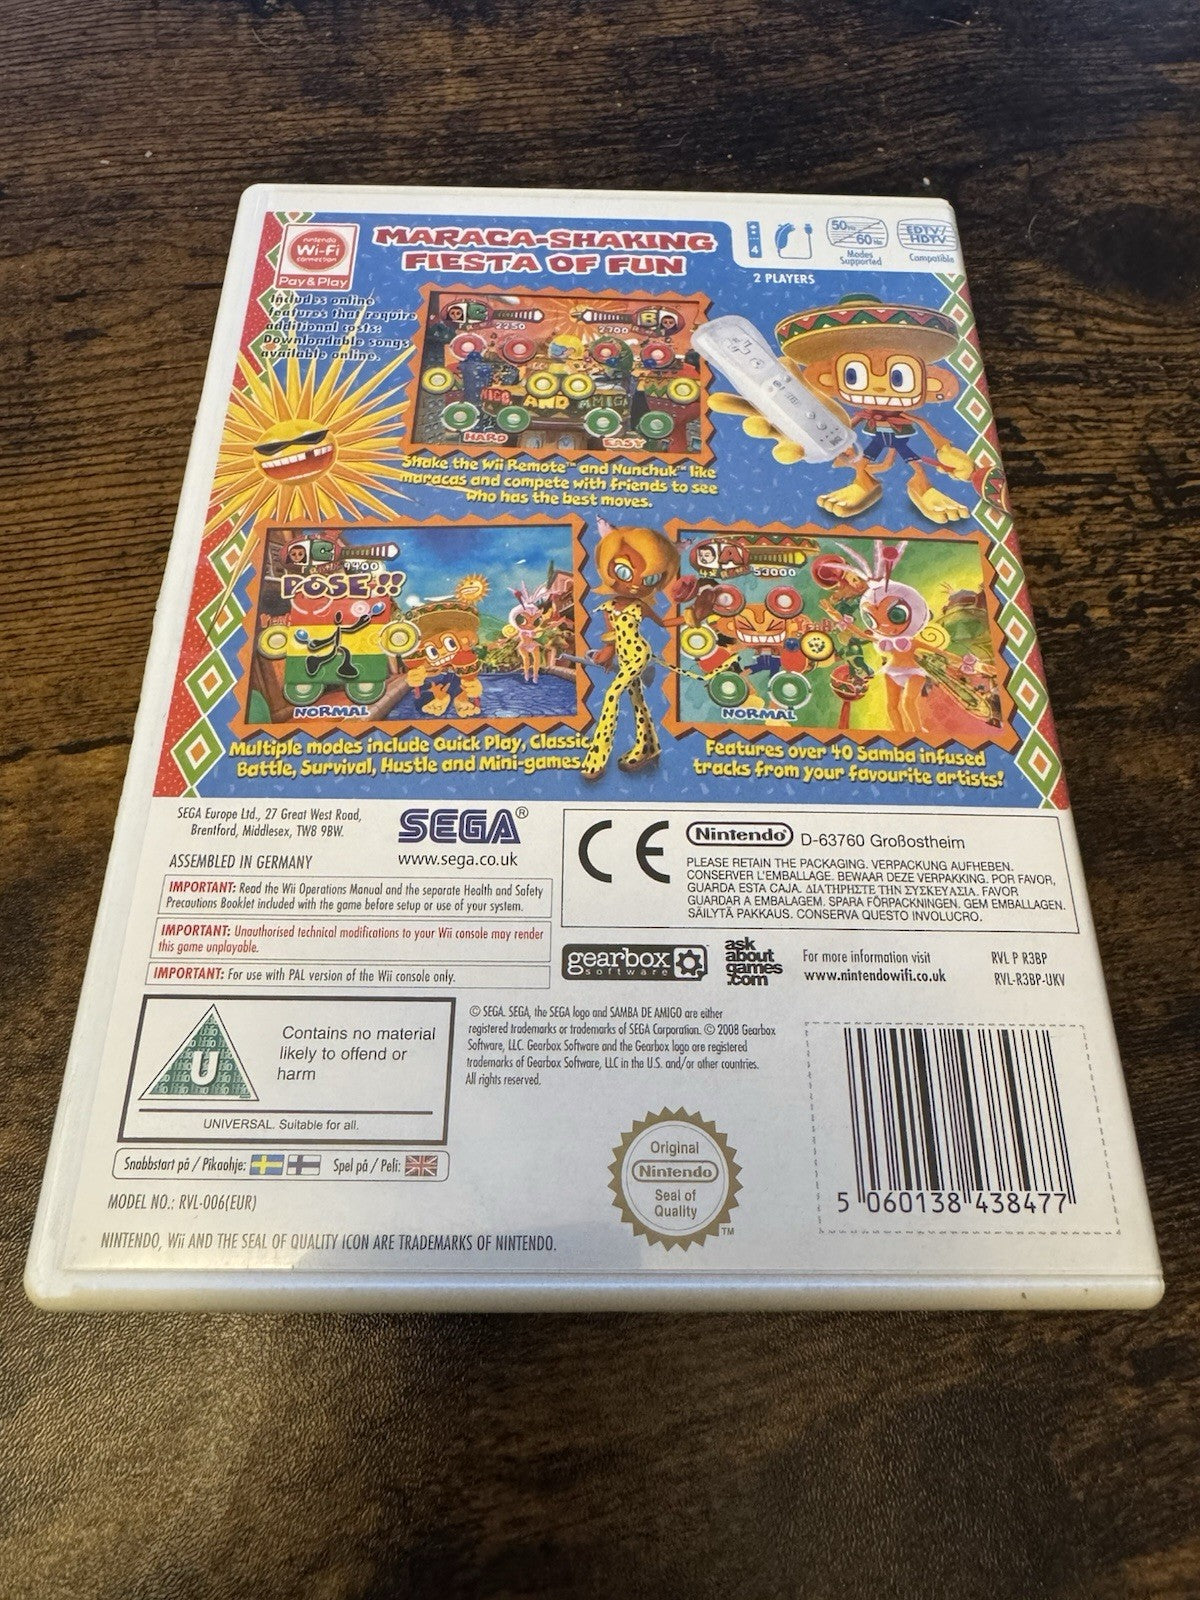 Nintendo
Wi-Fi
CONNECTION
Pay & Play
Includes online
features that require
additional costs:
Downloadable songs
available online.
MARACA-SHAKING
FIESTA OF FUN
4
2 PLAYERS
50Hz
60Hz
Modes
Supported
EDTV/
HDTV
Compatible
2250
2700
AND
HARD
EASY
Shake the Wii Remote™ and Nunchuk™ like
maracas and compete with friends to see
who has the best moves.
9400
POSE!!
NORMAL
A
53000
NORMAL
Multiple modes include Quick Play, Classic,
Battle, Survival, Hustle and Mini-games.
Features over 40 Samba infused
tracks from your favourite artists!
SEGA Europe Ltd., 27 Great West Road,
Brentford, Middlesex, TW8 9BW.
ASSEMBLED IN GERMANY
SEGA®
www.sega.co.uk
IMPORTANT: Read the Wii Operations Manual and the separate Health and Safety
Precautions Booklet included with the game before setup or use of your system.
IMPORTANT: Unauthorised technical modifications to your Wii console may render
this game unplayable.
IMPORTANT: For use with PAL version of the Wii console only.
CE
Nintendo® D-63760 Großostheim
PLEASE RETAIN THE PACKAGING. VERPACKUNG AUFHEBEN.
CONSERVER L'EMBALLAGE. BEWAAR DEZE VERPAKKING. POR FAVOR,
GUARDA ESTA CAJA. ΔΙΑΤΗΡΗΣΤΕ ΤΗΝ ΣΥΣΚΕΥΑΣΙΑ. FAVOR
GUARDAR A EMBALAGEM. SPARA FÖRPACKNINGEN. GEM EMBALLAGEN.
SÄILYTÄ PAKKAUS. CONSERVA QUESTO INVOLUCRO.
gearbox
software
ask
about
games
.com
For more information visit
www.nintendowifi.co.uk
RVL P R3BP
RVL-R3BP-UKV
U
Contains no material
likely to offend or
harm
UNIVERSAL. Suitable for all.
© SEGA. SEGA, the SEGA logo and SAMBA DE AMIGO are either
registered trademarks or trademarks of SEGA Corporation. © 2008 Gearbox
Software, LLC. Gearbox Software and the Gearbox logo are registered
trademarks of Gearbox Software, LLC in the U.S. and/or other countries.
All rights reserved.
Snabbstart på / Pikaohje:
Spel på / Peli:
MODEL NO.: RVL-006(EUR)
NINTENDO, Wii AND THE SEAL OF QUALITY ICON ARE TRADEMARKS OF NINTENDO.
Original
Nintendo
Seal of
Quality
TM
5 060138 438477